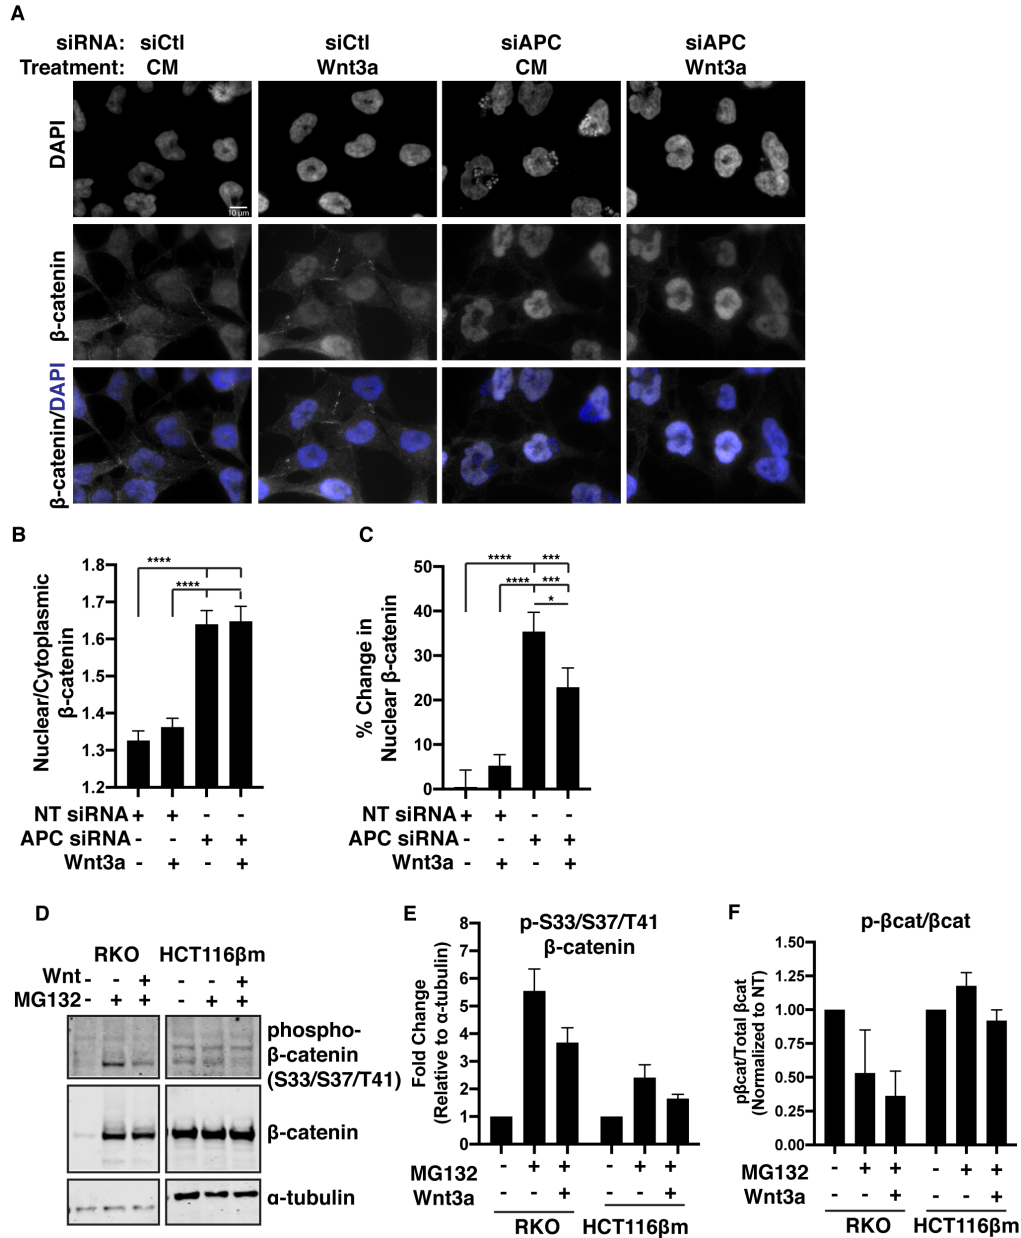 A
siRNA: siCtl siCtl siAPC siAPC
Treatment: CM Wnt3a CM Wnt3a
DAPI
10 µm
β-catenin
β-catenin/DAPI
B
Nuclear/Cytoplasmic
β-catenin
1.8
1.7
1.6
1.5
1.4
1.3
1.2
****
****
NT siRNA + + - -
APC siRNA - - + +
Wnt3a - + - +
C
% Change in
Nuclear β-catenin
50
40
30
20
10
0
**** ***
**** ***
*
NT siRNA + + - -
APC siRNA - - + +
Wnt3a - + - +
D
RKO HCT116βm
Wnt - - + - - +
MG132 - + + - + +
phospho-
β-catenin
(S33/S37/T41)
β-catenin
α-tubulin
E
p-S33/S37/T41
β-catenin
Fold Change
(Relative to α-tubulin)
8
7
6
5
4
3
2
1
0
MG132 - + + - + +
Wnt3a - - + - - +
RKO HCT116βm
F
p-βcat/βcat
pβcat/Total βcat
(Normalized to NT)
1.50
1.25
1.00
0.75
0.50
0.25
0.00
MG132 - + + - + +
Wnt3a - - + - - +
RKO HCT116βm